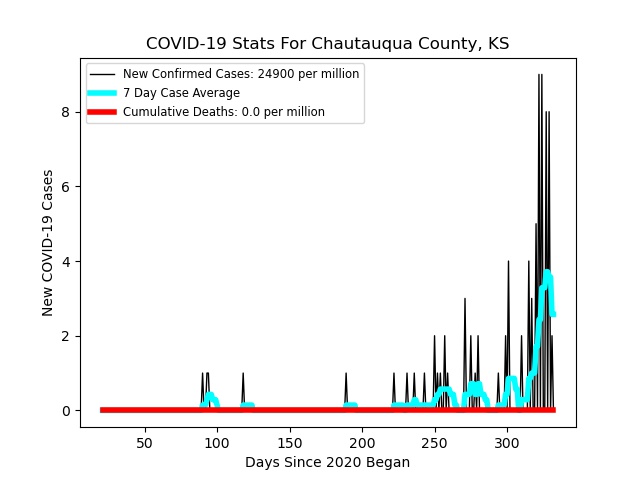 COVID-19 Stats For Chautauqua County, KS
New Confirmed Cases: 24900 per million
7 Day Case Average
Cumulative Deaths: 0.0 per million
New COVID-19 Cases
8
6
4
2
0
50 100 150 200 250 300
Days Since 2020 Began